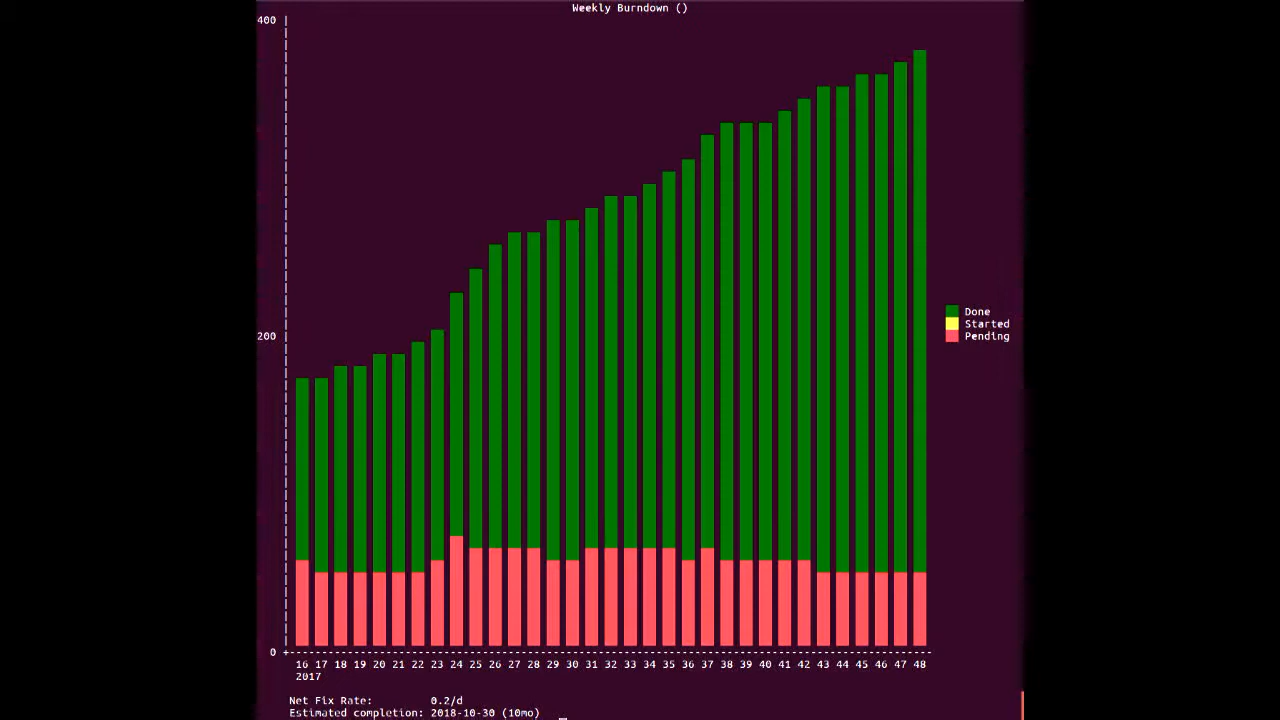 Weekly Burndown ()
400
200
0
Done
Started
Pending
16 17 18 19 20 21 22 23 24 25 26 27 28 29 30 31 32 33 34 35 36 37 38 39 40 41 42 43 44 45 46 47 48
2017
Net Fix Rate: 0.2/d
Estimated completion: 2018-10-30 (10mo)